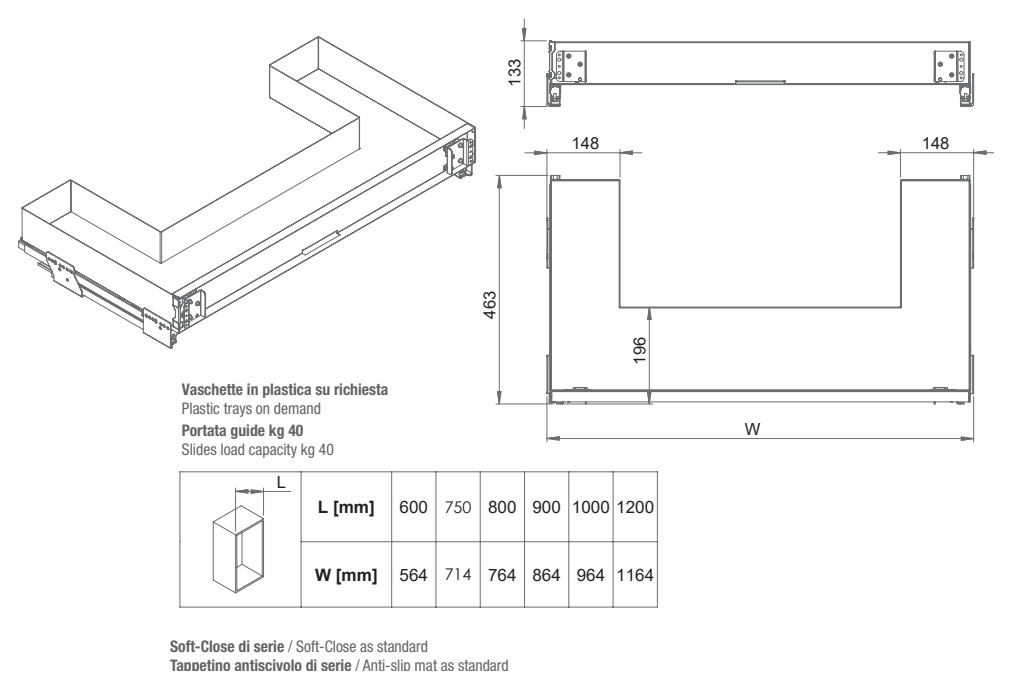 133
148 148
463
196
W
Vaschette in plastica su richiesta
Plastic trays on demand
Portata guide kg 40
Slides load capacity kg 40
L
L [mm] 600 750 800 900 1000 1200
W [mm] 564 714 764 864 964 1164
Soft-Close di serie / Soft-Close as standard
Tappetino antiscivolo di serie / Anti-slip mat as standard